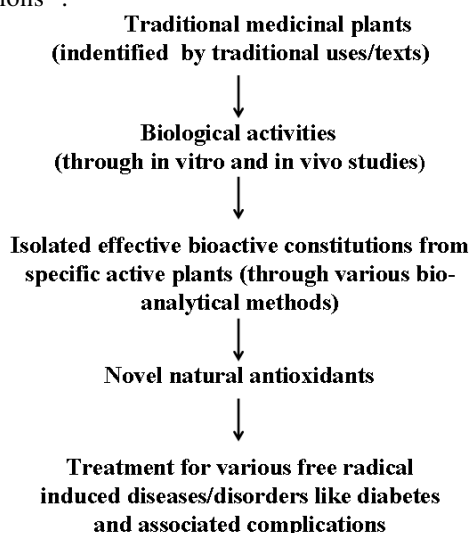 ions .
Traditional medicinal plants
(indentified by traditional uses/texts)
Biological activities
(through in vitro and in vivo studies)
Isolated effective bioactive constitutions from
specific active plants (through various bio-
analytical methods)
Novel natural antioxidants
Treatment for various free radical
induced diseases/disorders like diabetes
and associated complications